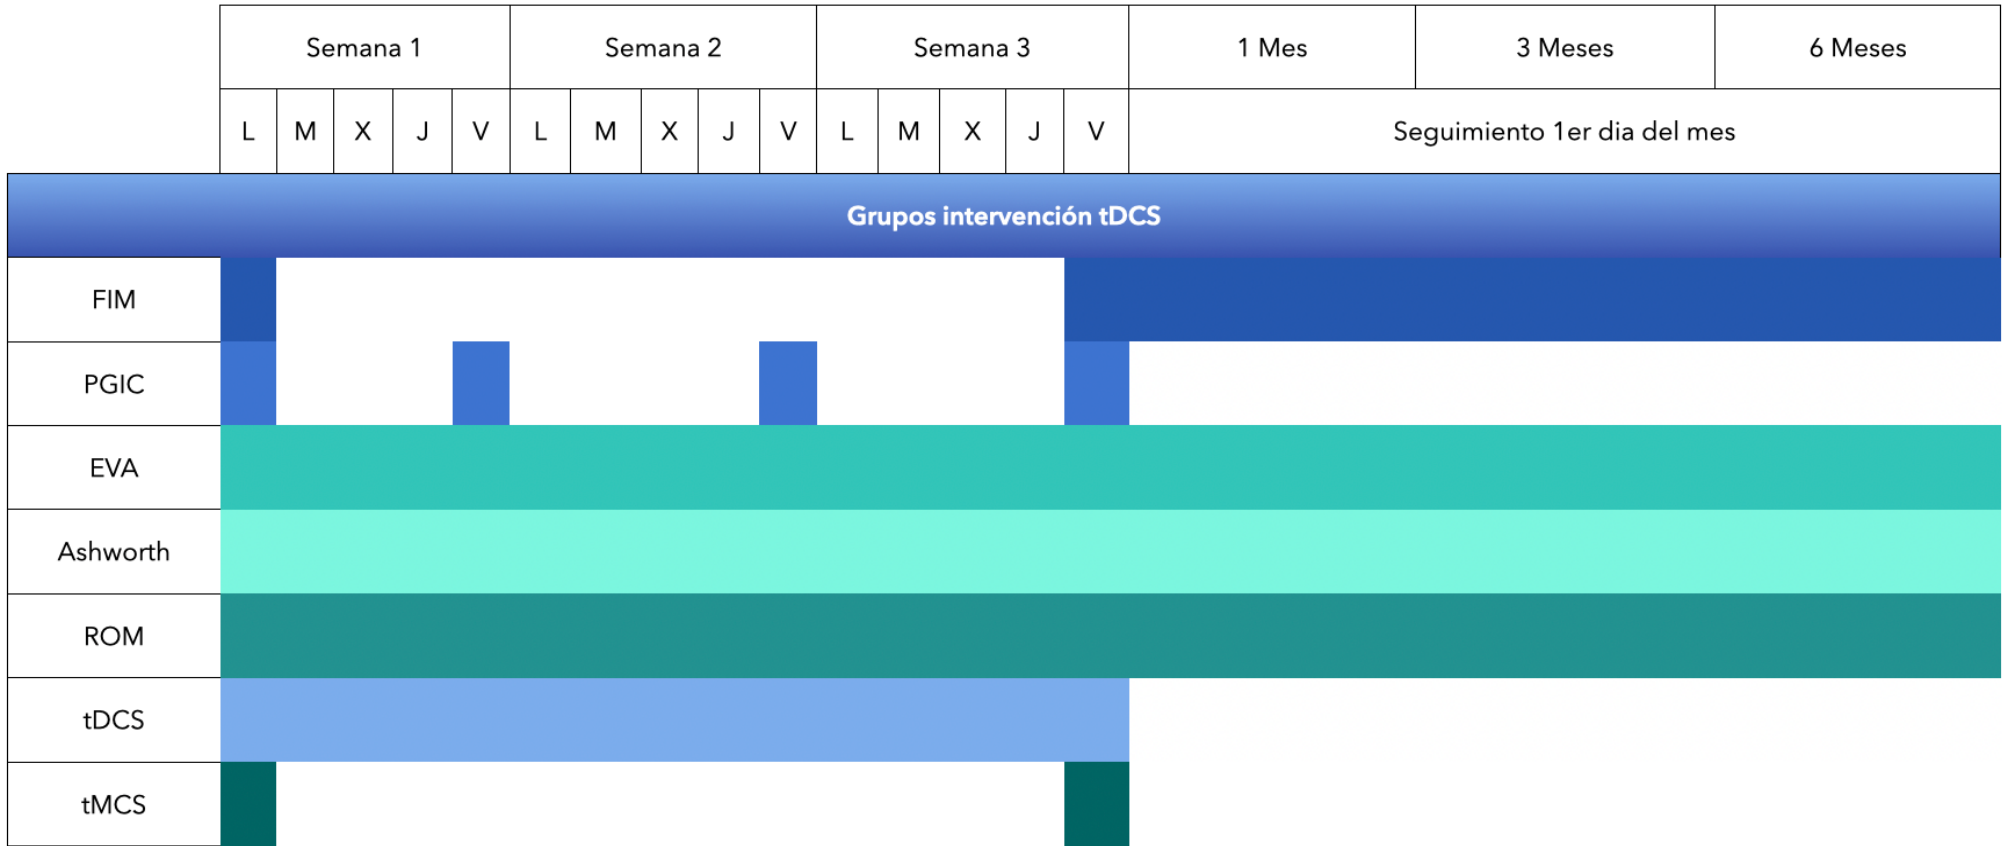 Semana 1 Semana 2 Semana 3 1 Mes 3 Meses 6 Meses
L M X J V L M X J V L M X J V Seguimiento 1er dia del mes
Grupos intervención tDCS
FIM
PGIC
EVA
Ashworth
ROM
tDCS
tMCS